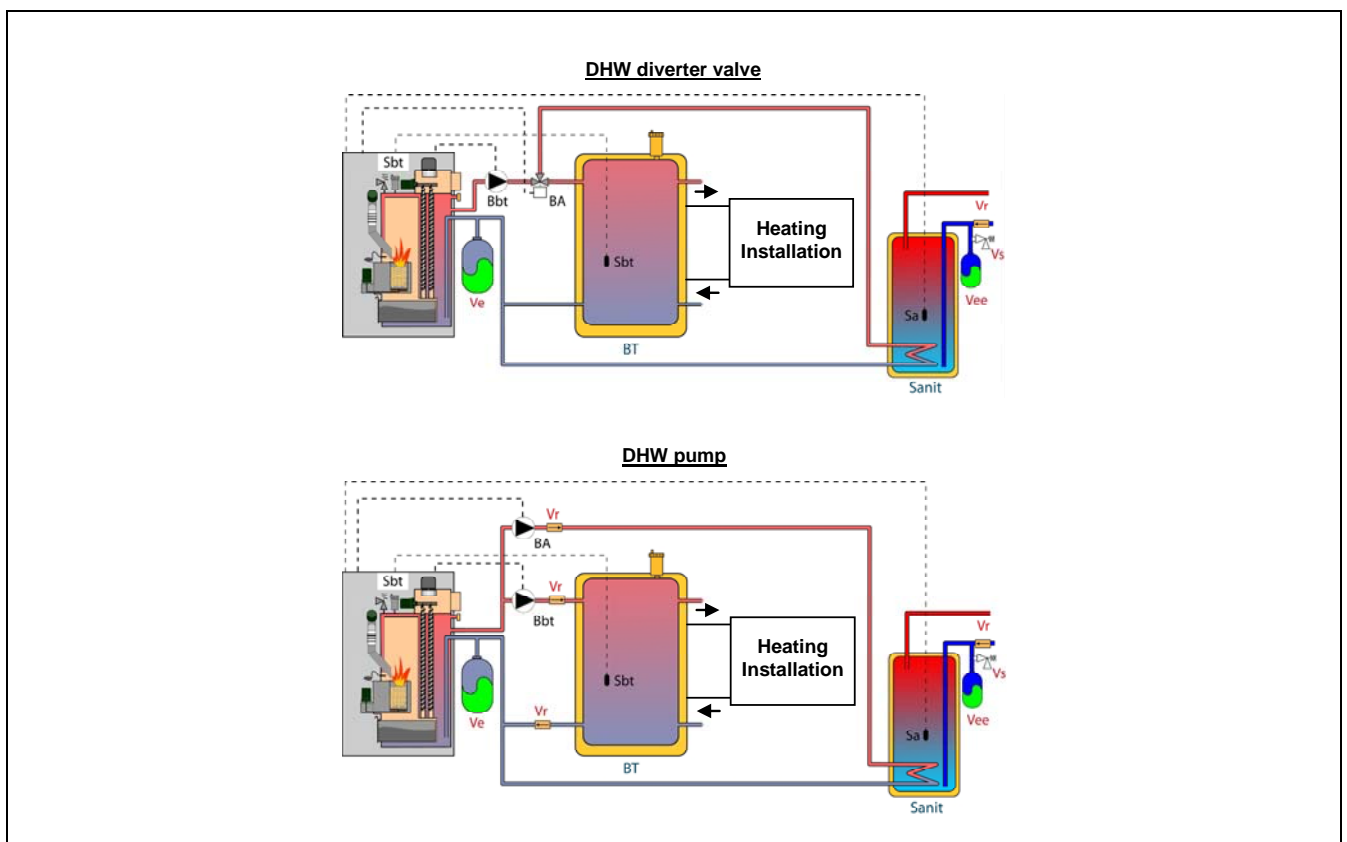 DHW diverter valve
Sbt
Bbt
BA
Heating
Installation
Vr
Vs
Sbt
Ve
Vee
Sa
BT
Sanit
DHW pump
Vr
BA
Sbt
Vr
Bbt
Heating
Installation
Vr
Vs
Sbt
Ve
Vr
Vee
Sa
BT
Sanit